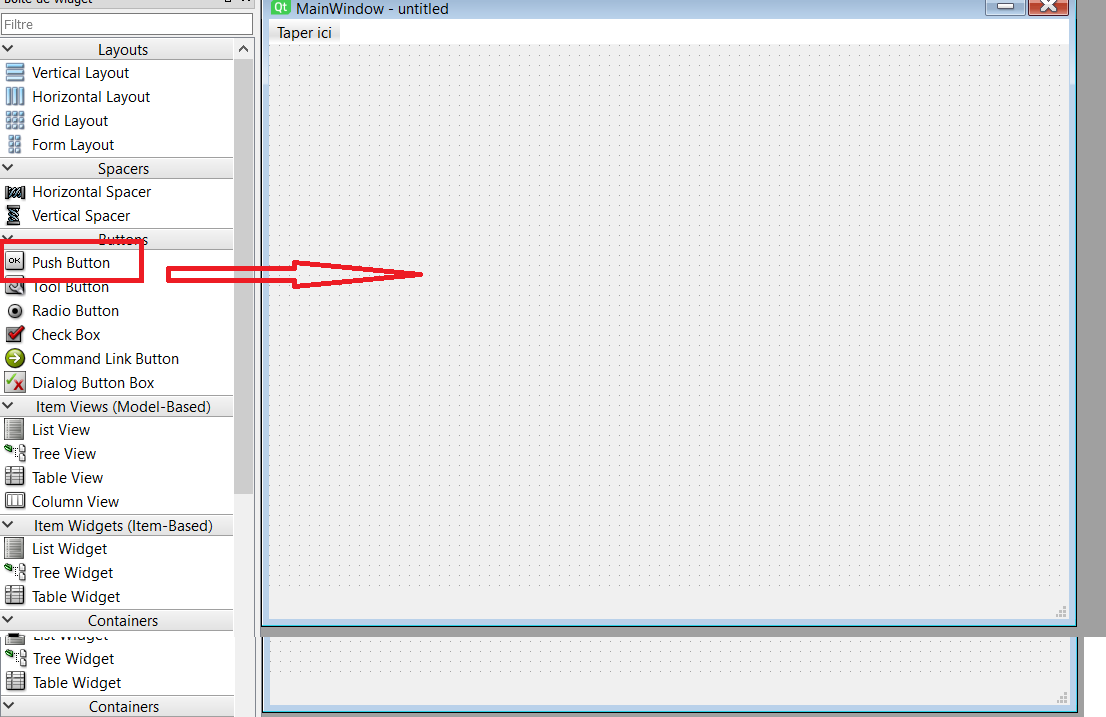 Boîte de widget
Filtre
Layouts
Vertical Layout
Horizontal Layout
Grid Layout
Form Layout
Spacers
Horizontal Spacer
Vertical Spacer
Buttons
OK
Push Button
Tool Button
Radio Button
Check Box
Command Link Button
Dialog Button Box
Item Views (Model-Based)
List View
Tree View
Table View
Column View
Item Widgets (Item-Based)
List Widget
Tree Widget
Table Widget
Containers
List Widget
Tree Widget
Table Widget
Containers
Qt MainWindow - untitled
Taper ici